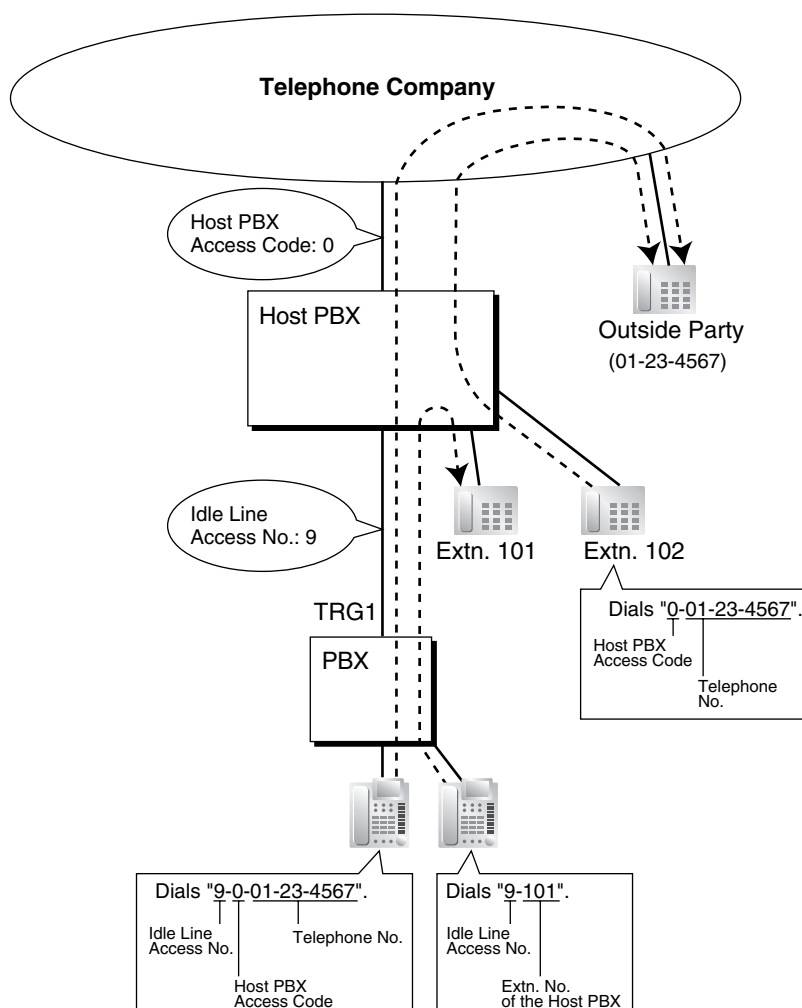 Telephone Company
Host PBX
Access Code: 0
Host PBX
Outside Party
(01-23-4567)
Idle Line
Access No.: 9
Extn. 101
Extn. 102
TRG1
PBX
Dials "0-01-23-4567".
Host PBX
Access Code
Telephone
No.
Dials "9-0-01-23-4567".
Idle Line
Access No.
Telephone No.
Host PBX
Access Code
Dials "9-101".
Idle Line
Access No.
Extn. No.
of the Host PBX